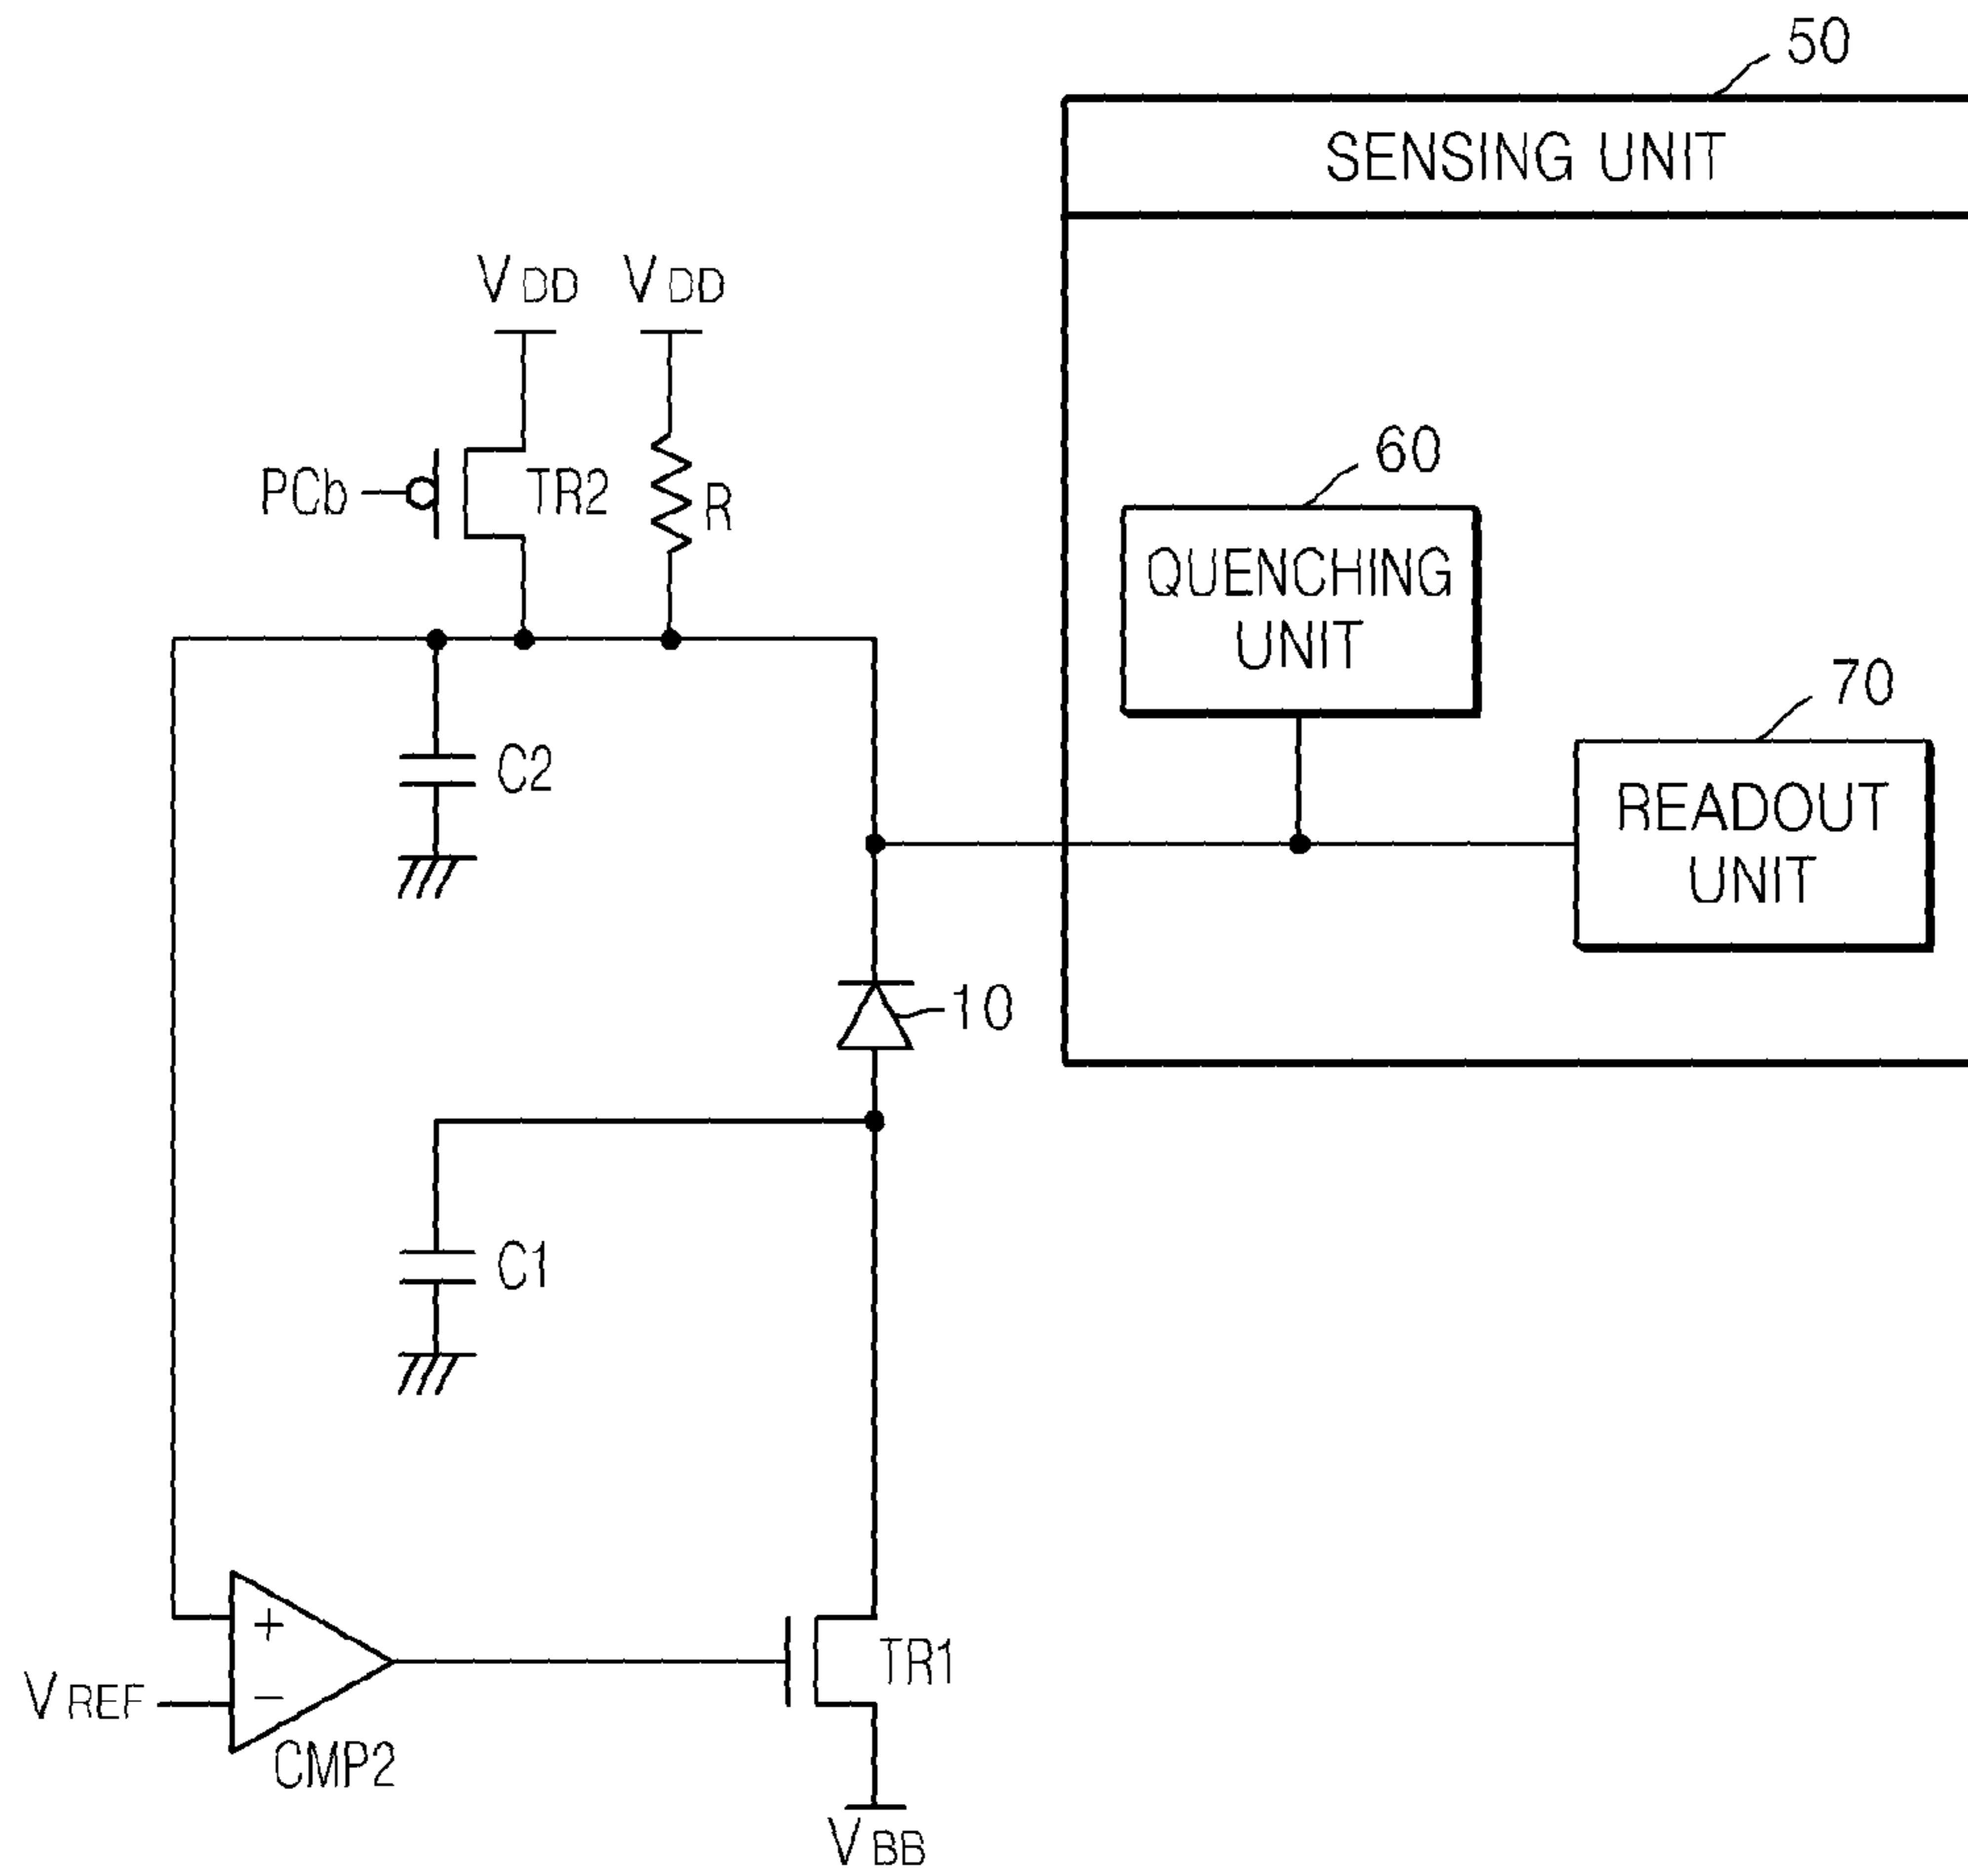 50
SENSING UNIT
VDD VDD
60
PCb
TR2
R
QUENCHING
UNIT
70
C2
READOUT
UNIT
10
C1
+
TR1
VREF
−
CMP2
VBB